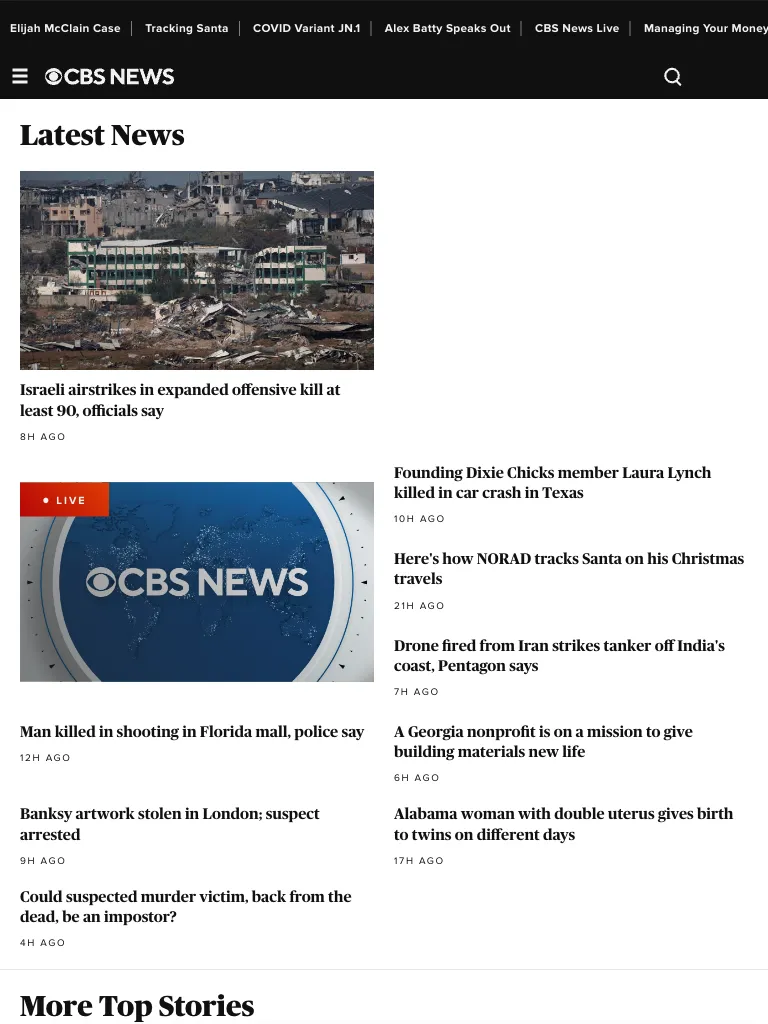 Elijah McClain Case
Tracking Santa
COVID Variant JN.1
Alex Batty Speaks Out
CBS News Live
Managing Your Money
CBS NEWS
Latest News
Israeli airstrikes in expanded offensive kill at
least 90, officials say
8H AGO
LIVE
CBS NEWS
Founding Dixie Chicks member Laura Lynch
killed in car crash in Texas
10H AGO
Here's how NORAD tracks Santa on his Christmas
travels
21H AGO
Drone fired from Iran strikes tanker off India's
coast, Pentagon says
7H AGO
Man killed in shooting in Florida mall, police say
12H AGO
A Georgia nonprofit is on a mission to give
building materials new life
6H AGO
Banksy artwork stolen in London; suspect
arrested
9H AGO
Alabama woman with double uterus gives birth
to twins on different days
17H AGO
Could suspected murder victim, back from the
dead, be an impostor?
4H AGO
More Top Stories